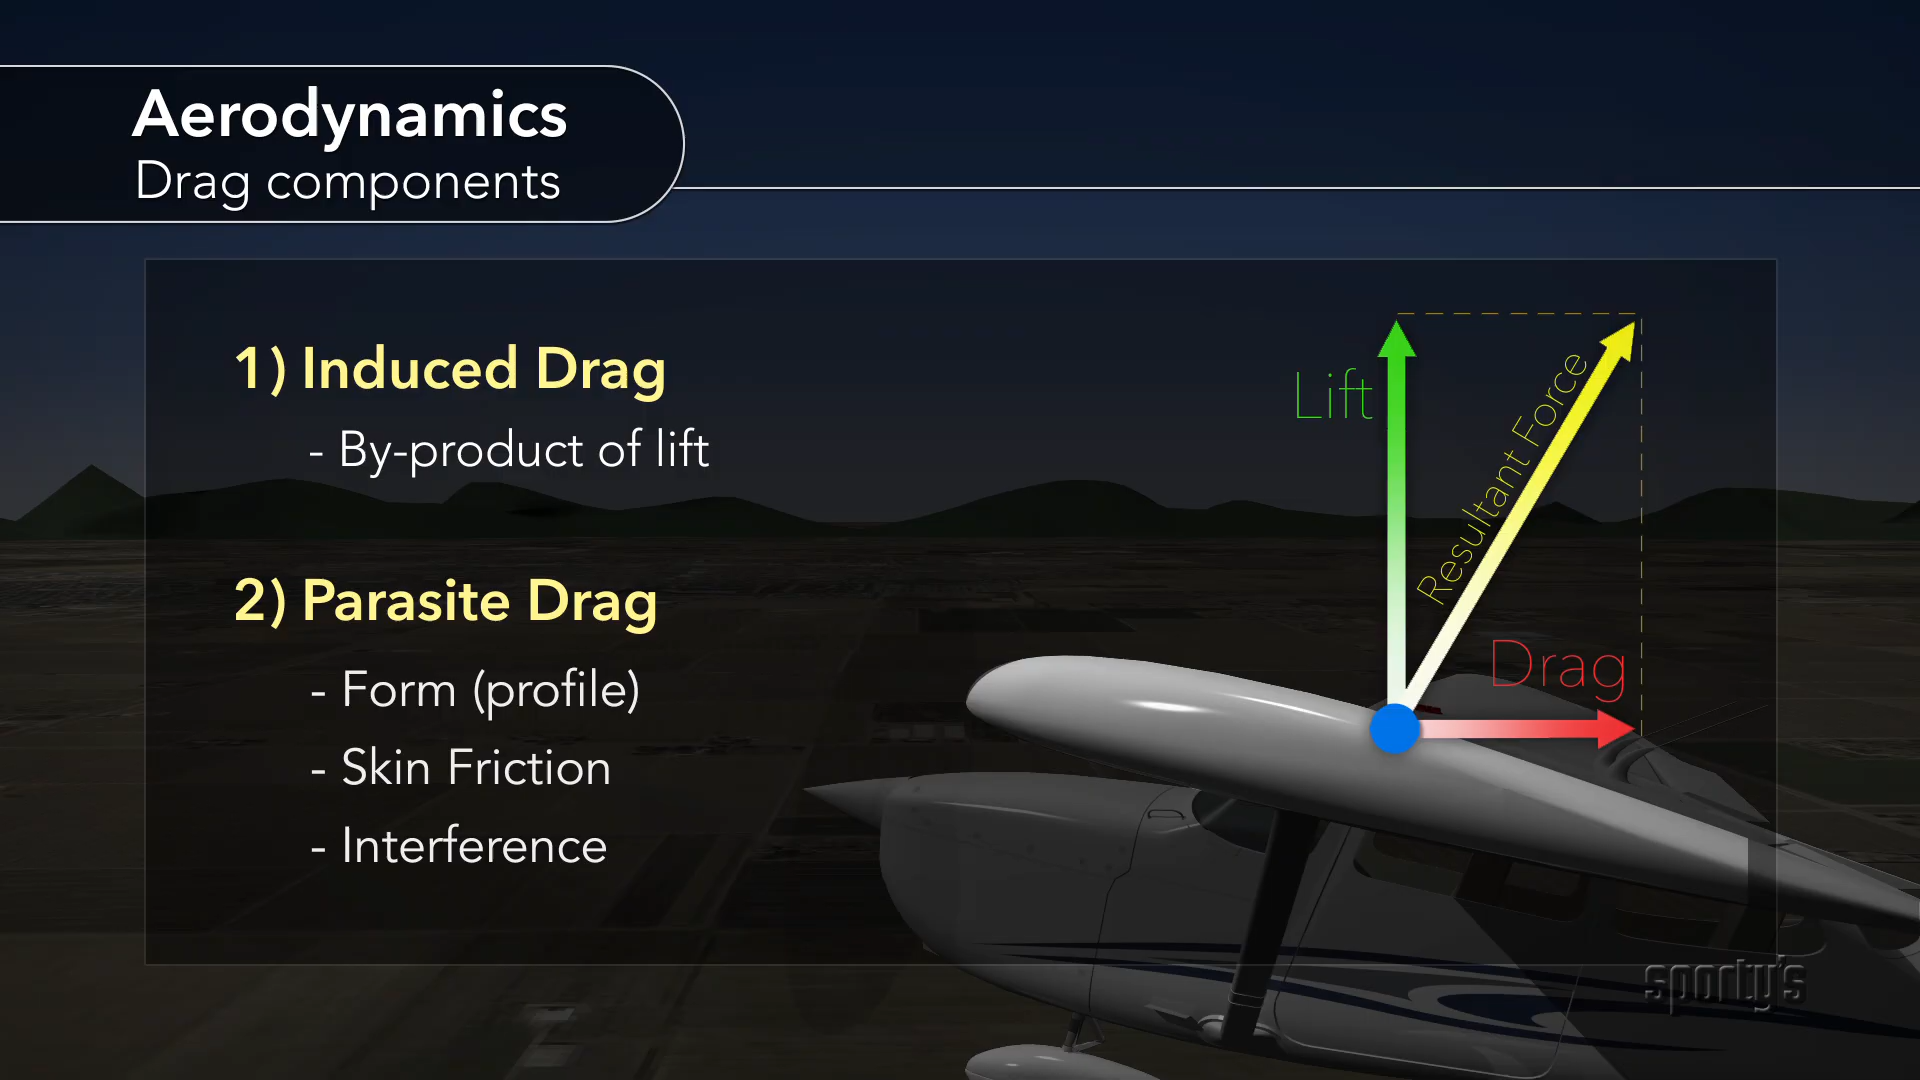 Aerodynamics
Drag components
1) Induced Drag
- By-product of lift
2) Parasite Drag
- Form (profile)
- Skin Friction
- Interference
Lift
Resultant Force
Drag
sporty's